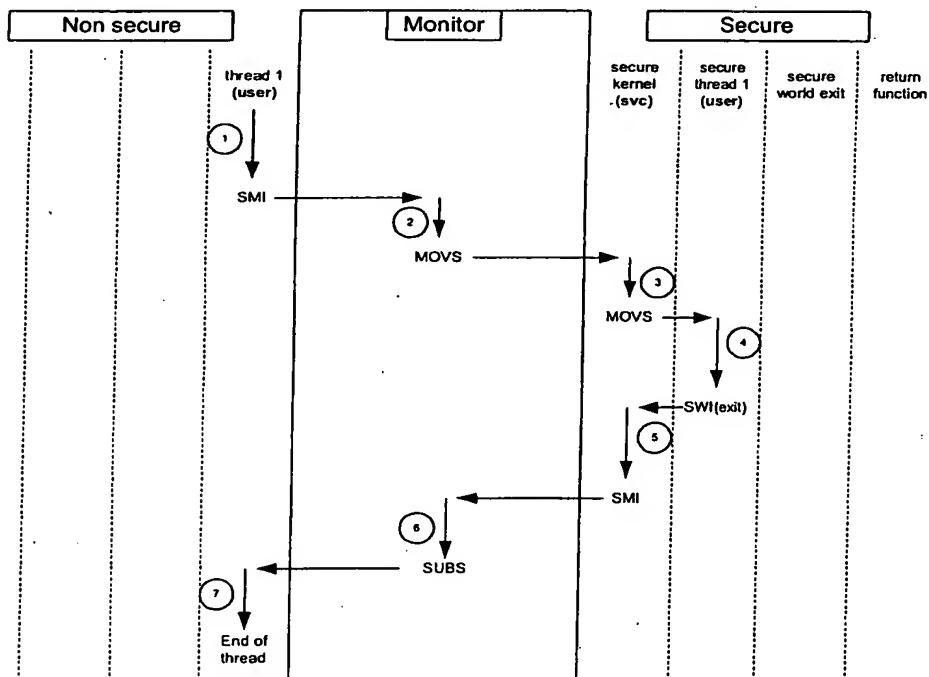 Non secure
Monitor
Secure
thread 1
(user)
secure
kernel
(svc)
secure
thread 1
(user)
secure
world exit
return
function
1
SMI
2
MOVS
3
MOVS
4
SWI(exit)
5
SMI
6
SUBS
7
End of
thread